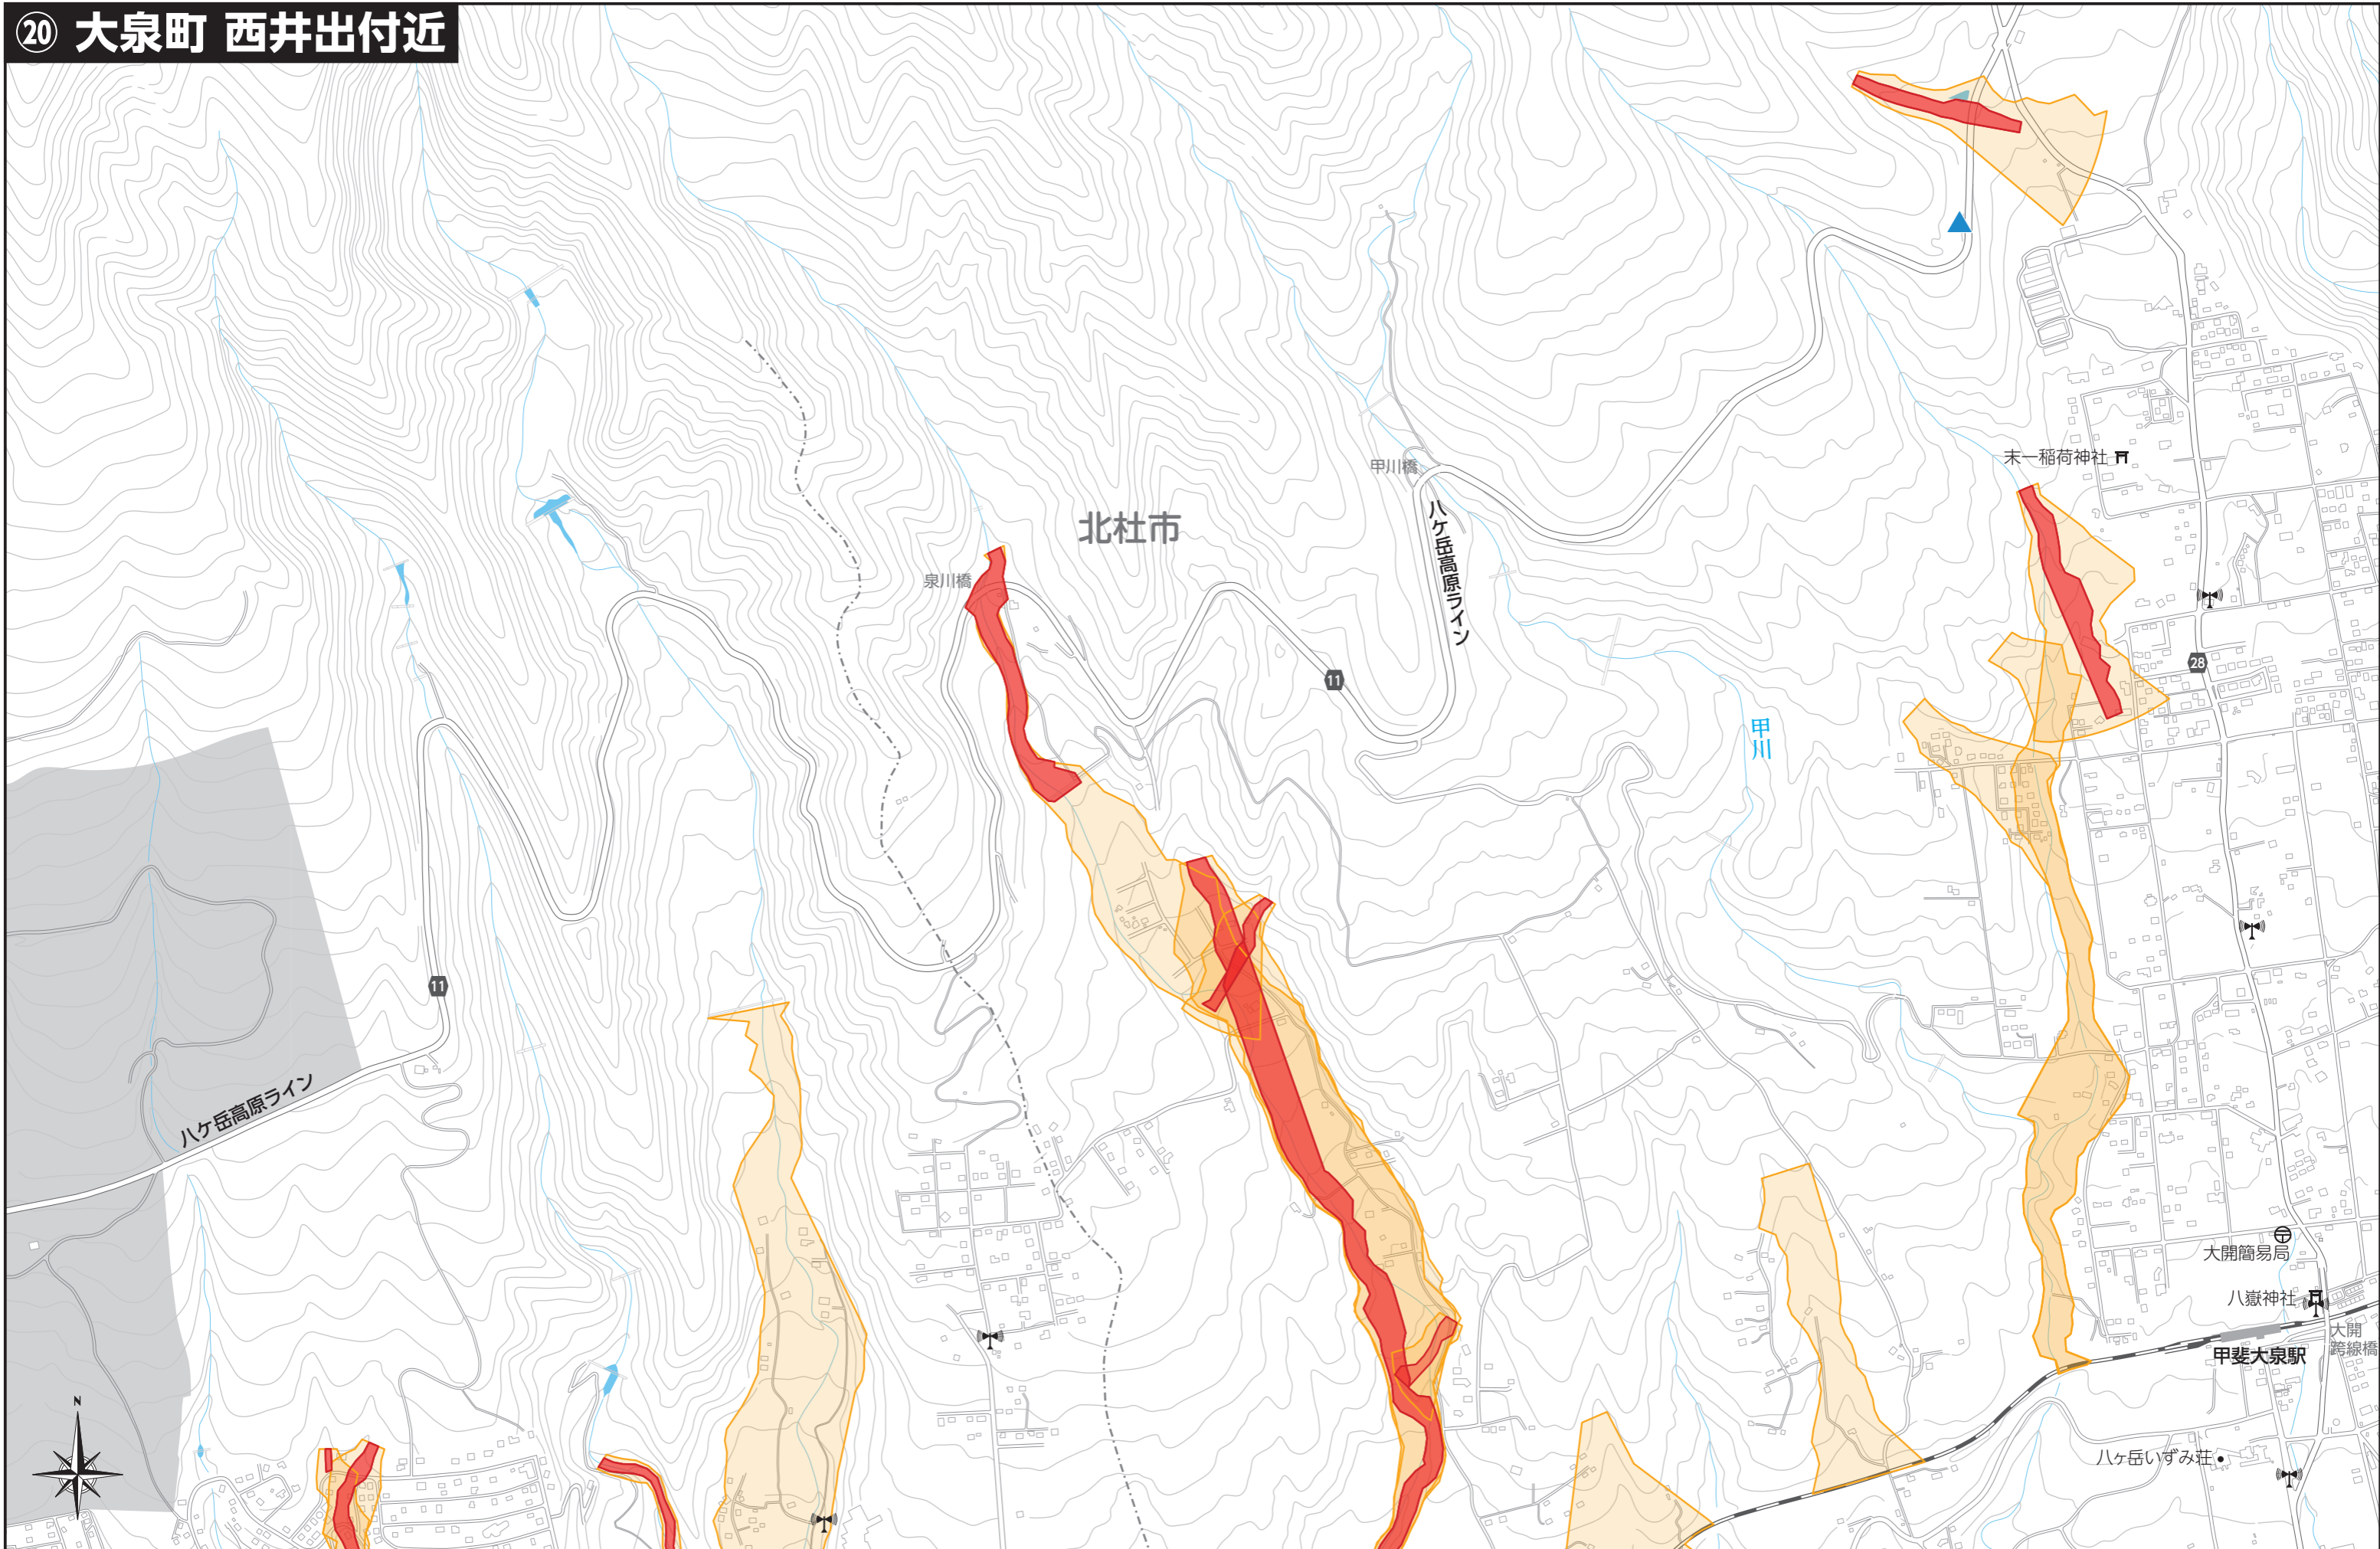 ⑳ 大泉町 西井出付近
末一稲荷神社
甲川橋
北杜市
八ケ岳高原ライン
泉川橋
28
11
甲川
11
八ケ岳高原ライン
大開簡易局
八嶽神社
大開
跨線橋
甲斐大泉駅
八ヶ岳いずみ荘
N